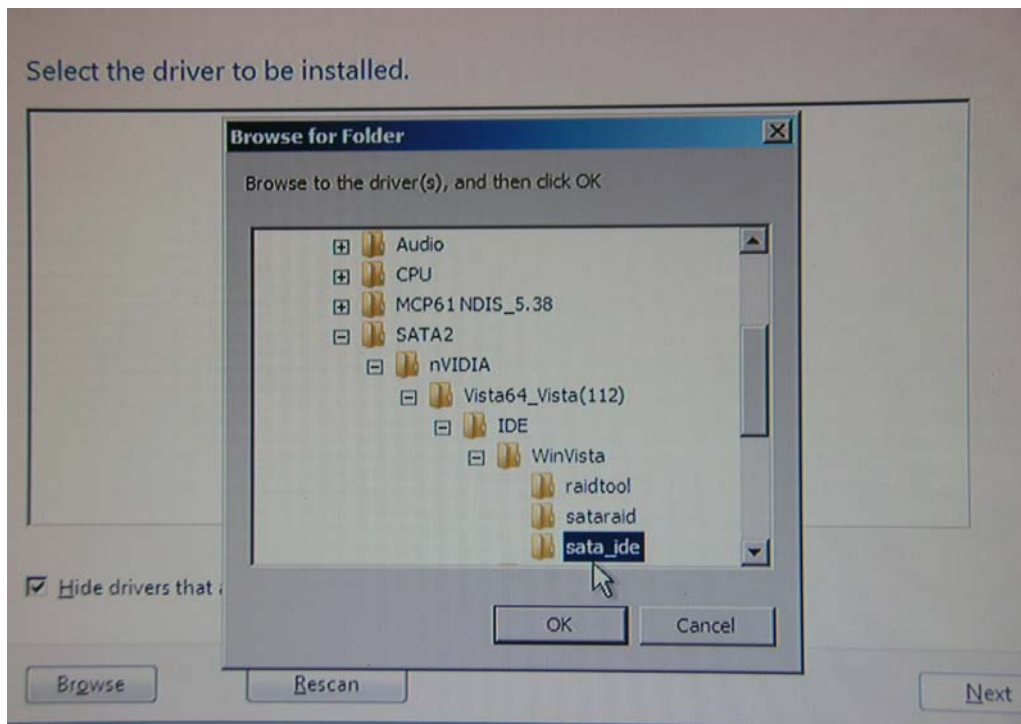 Select the driver to be installed.
Browse for Folder
Browse to the driver(s), and then click OK
Audio
CPU
MCP61 NDIS_5.38
SATA2
nVIDIA
Vista64_Vista(112)
IDE
WinVista
raidtool
sataraid
sata_ide
Hide drivers that
OK Cancel
Browse Rescan Next